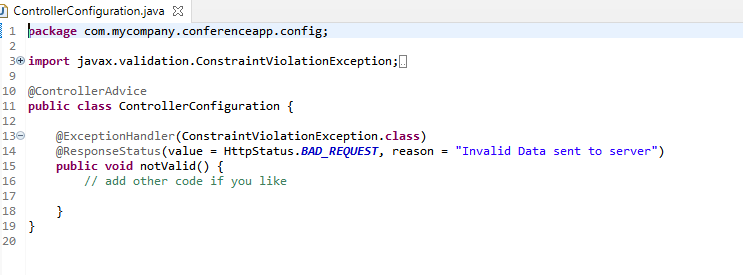 ControllerConfiguration.java
1 package com.mycompany.conferenceapp.config;
2
3 import javax.validation.ConstraintViolationException;
9
10 @ControllerAdvice
11 public class ControllerConfiguration {
12
13 @ExceptionHandler(ConstraintViolationException.class)
14 @ResponseStatus(value = HttpStatus.BAD_REQUEST, reason = "Invalid Data sent to server")
15 public void notValid() {
16 // add other code if you like
17
18 }
19 }
20